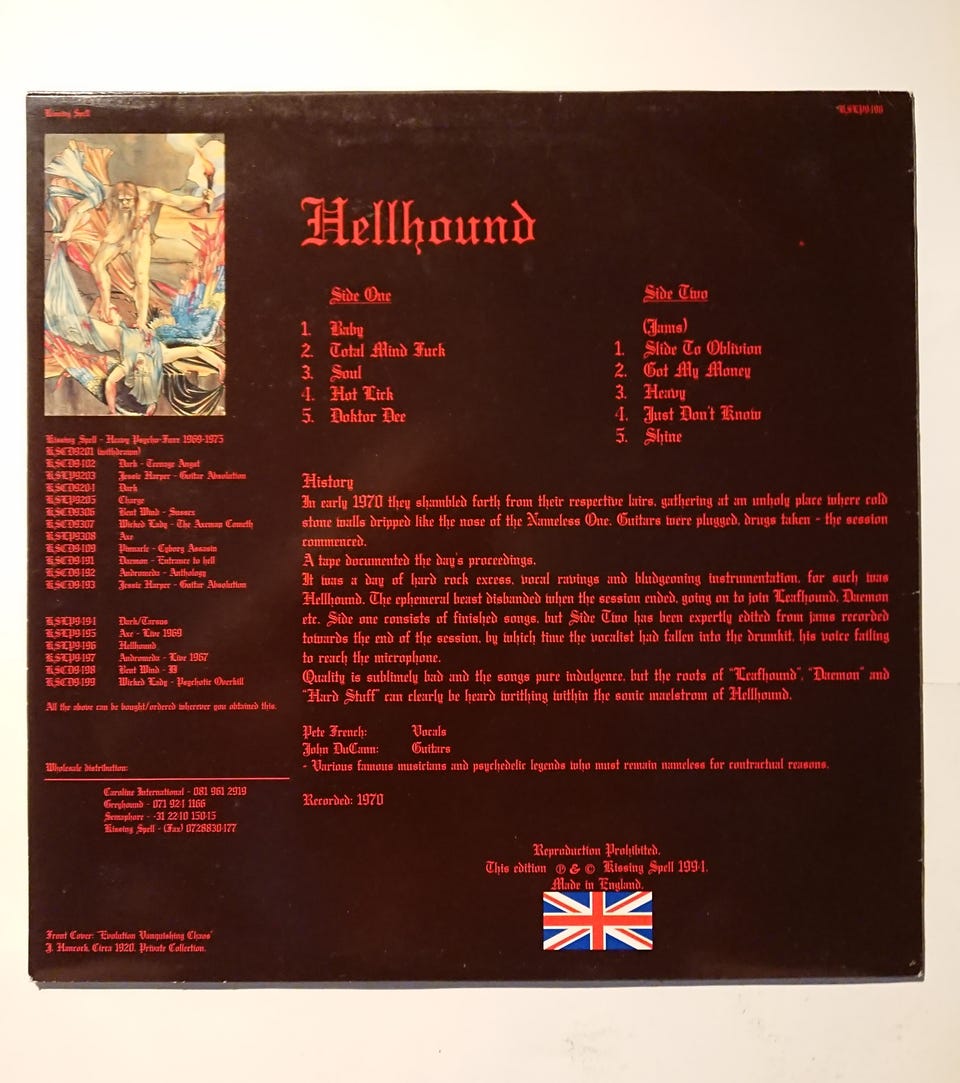 Kissing Spell
KSLP9496
Hellhound
Side One
1. Baby
2. Total Mind Fuck
3. Soul
4. Hot Lick
5. Doktor Dee
Side Two
(Jams)
1. Slide To Oblivion
2. Got My Money
3. Heavy
4. Just Don't Know
5. Shine
History
In early 1970 they shambled forth from their respective lairs, gathering at an unholy place where cold
stone walls dripped like the nose of the Nameless One. Guitars were plugged, drugs taken - the session
commenced.
A tape documented the day's proceedings.
It was a day of hard rock excess, vocal ravings and bludgeoning instrumentation, for such was
Hellhound. The ephemeral beast disbanded when the session ended, going on to join Leafhound, Daemon
etc. Side one consists of finished songs, but Side Two has been expertly edited from jams recorded
towards the end of the session, by which time the vocalist had fallen into the drumkit, his voice failing
to reach the microphone.
Quality is sublimely bad and the songs pure indulgence, but the roots of "Leafhound", "Daemon" and
"Hard Stuff" can clearly be heard writhing within the sonic maelstrom of Hellhound.
Pete French: Vocals
John DuCann: Guitars
- Various famous musicians and psychedelic legends who must remain nameless for contractual reasons.
Recorded: 1970
Reproduction Prohibited.
This edition ℗ & © Kissing Spell 1994.
Made in England.
Kissing Spell - Heavy Psycho-Fuzz 1969-1975
KSCD9201 (withdrawn)
KSCD9402 Dark - Teenage Angst
KSLP9203 Jessie Harper - Guitar Absolution
KSCD9204 Dark
KSLP9205 Charge
KSCD9306 Bent Wind - Sussex
KSCD9307 Wicked Lady - The Axeman Cometh
KSLP9308 Axe
KSCD9409 Pinnacle - Cyborg Assasin
KSCD9491 Daemon - Entrance to hell
KSCD9492 Andromeda - Anthology
KSCD9493 Jessie Harper - Guitar Absolution
KSLP9494 Dark/Tarsus
KSLP9495 Axe - Live 1969
KSLP9496 Hellhound
KSLP9497 Andromeda - Live 1967
KSCD9498 Bent Wind - II
KSCD9499 Wicked Lady - Psychotic Overkill
All the above can be bought/ordered wherever you obtained this.
Wholesale distribution:
Caroline International - 081 961 2919
Greyhound - 071 924 1166
Semaphore - -31 2240 15045
Kissing Spell - (Fax) 0728830477
Front Cover: "Evolution Vanquishing Chaos"
J. Hancock, Circa 1920, Private Collection.